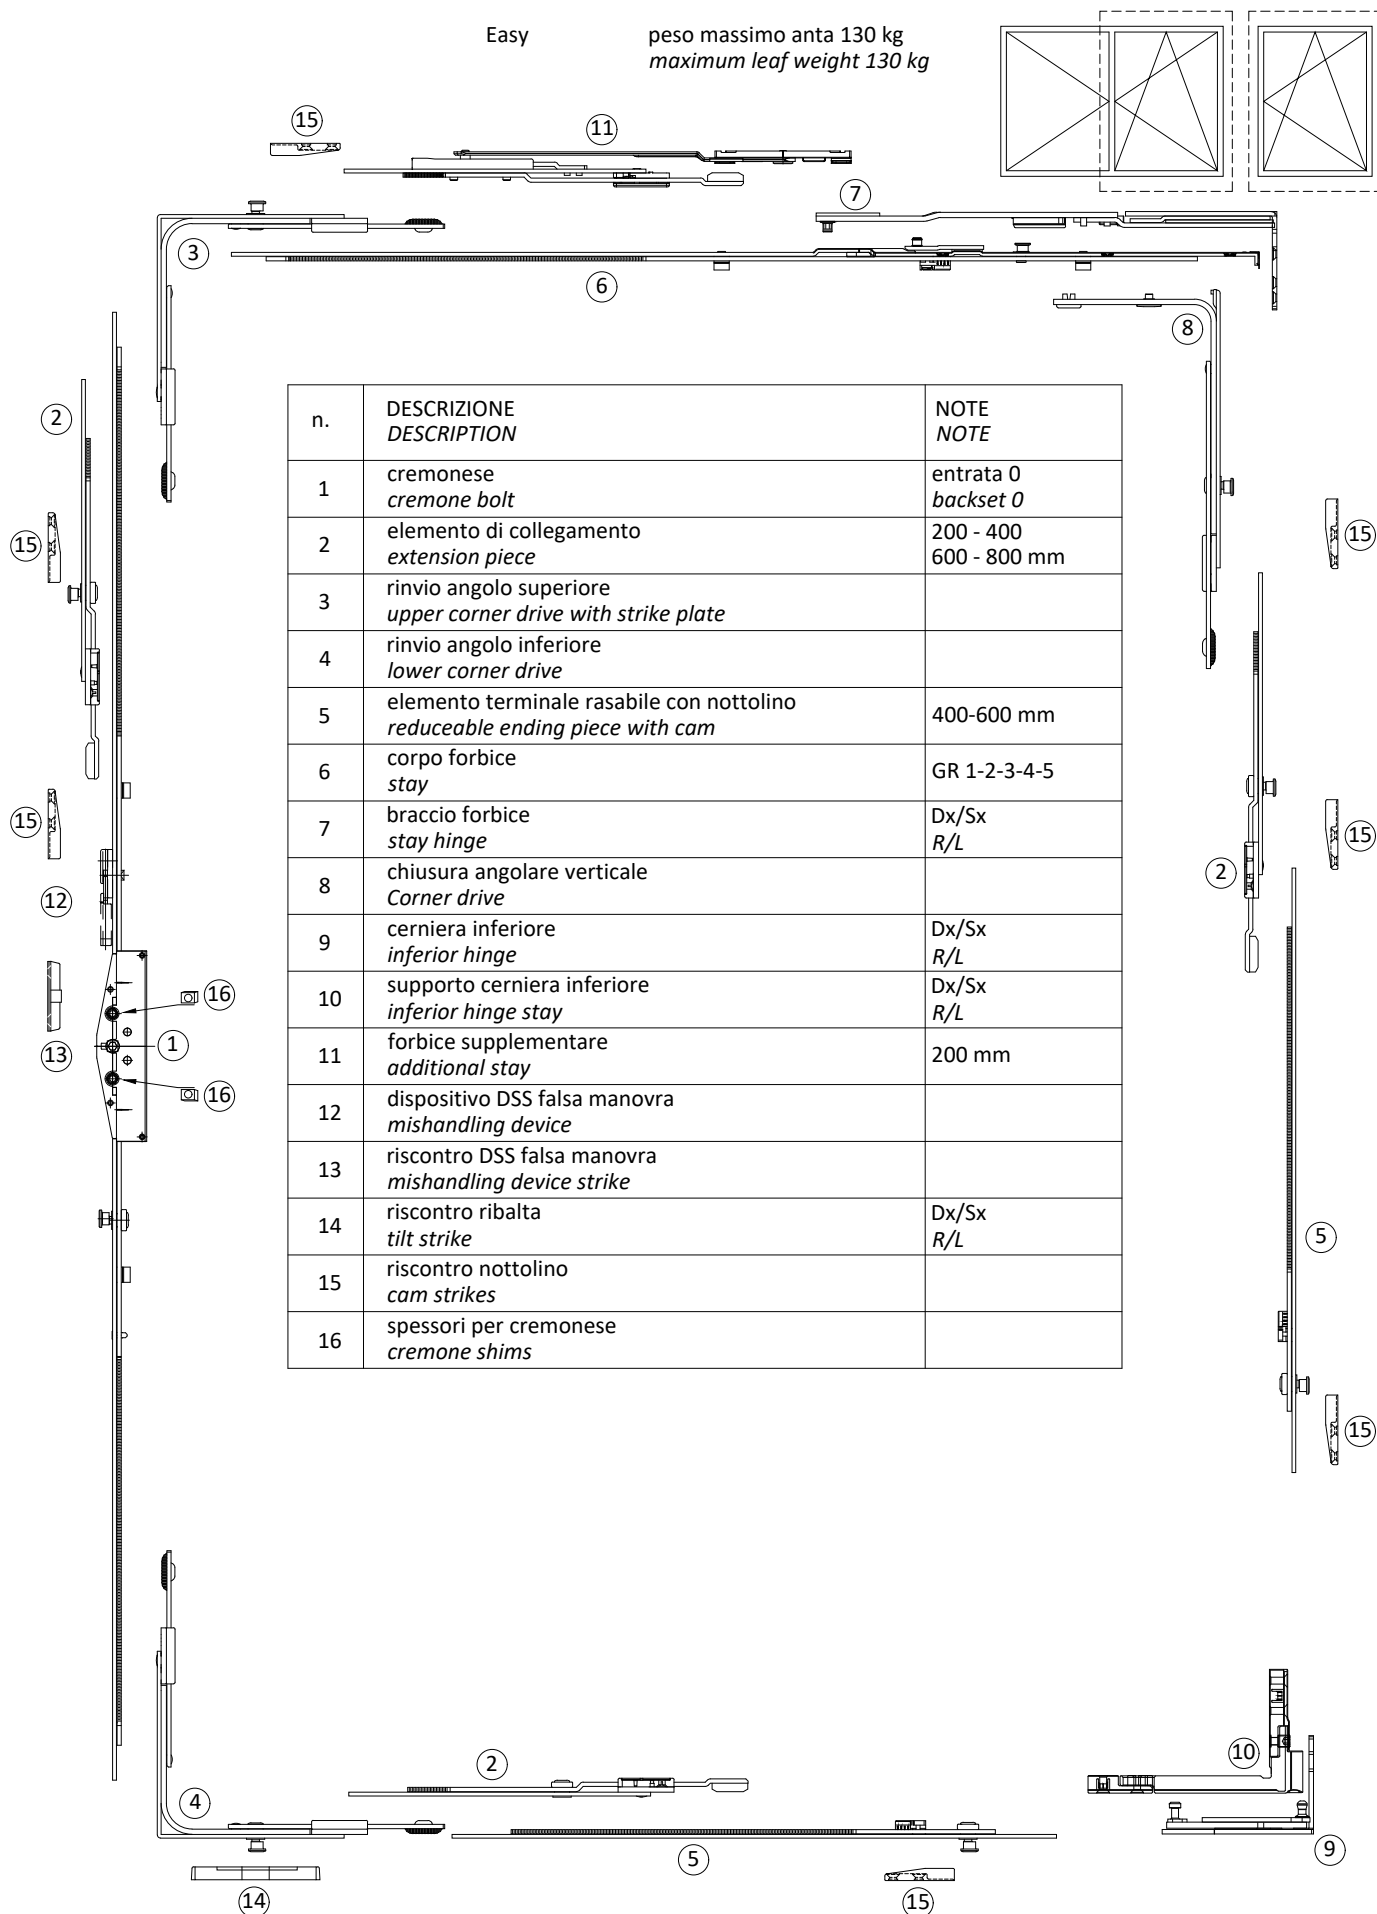 Easy peso massimo anta 130 kg
maximum leaf weight 130 kg
15
11
7
3
6
8
2
15
15
15
12
15
2
16
13
1
16
5
15
10
2
4
5
9
14
15
n. DESCRIZIONE NOTE
DESCRIPTION NOTE
1 cremonese entrata 0
cremone bolt backset 0
2 elemento di collegamento 200 - 400
extension piece 600 - 800 mm
3 rinvio angolo superiore
upper corner drive with strike plate
4 rinvio angolo inferiore
lower corner drive
5 elemento terminale rasabile con nottolino 400-600 mm
reduceable ending piece with cam
6 corpo forbice GR 1-2-3-4-5
stay
7 braccio forbice Dx/Sx
stay hinge R/L
8 chiusura angolare verticale
Corner drive
9 cerniera inferiore Dx/Sx
inferior hinge R/L
10 supporto cerniera inferiore Dx/Sx
inferior hinge stay R/L
11 forbice supplementare 200 mm
additional stay
12 dispositivo DSS falsa manovra
mishandling device
13 riscontro DSS falsa manovra
mishandling device strike
14 riscontro ribalta Dx/Sx
tilt strike R/L
15 riscontro nottolino
cam strikes
16 spessori per cremonese
cremone shims